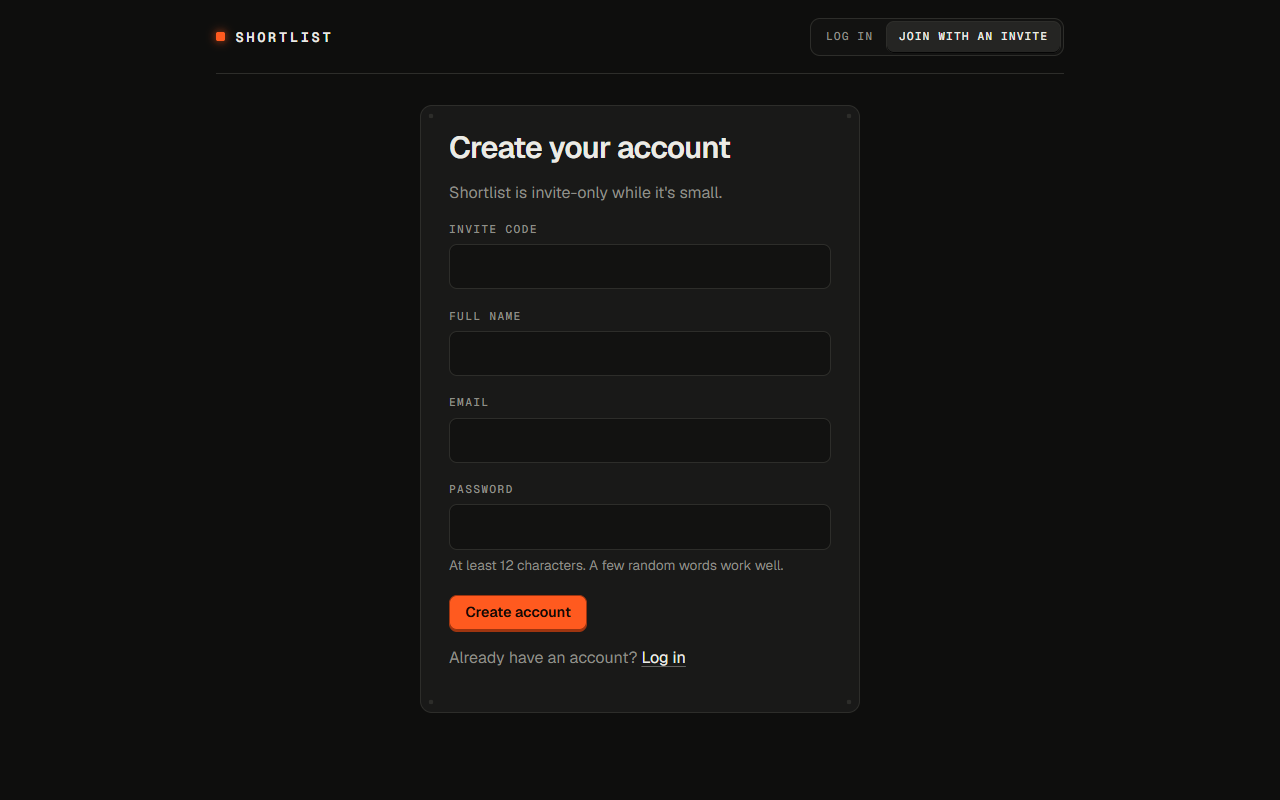 SHORTLIST
LOG IN
JOIN WITH AN INVITE
Create your account
Shortlist is invite-only while it's small.
INVITE CODE
FULL NAME
EMAIL
PASSWORD
At least 12 characters. A few random words work well.
Create account
Already have an account? Log in